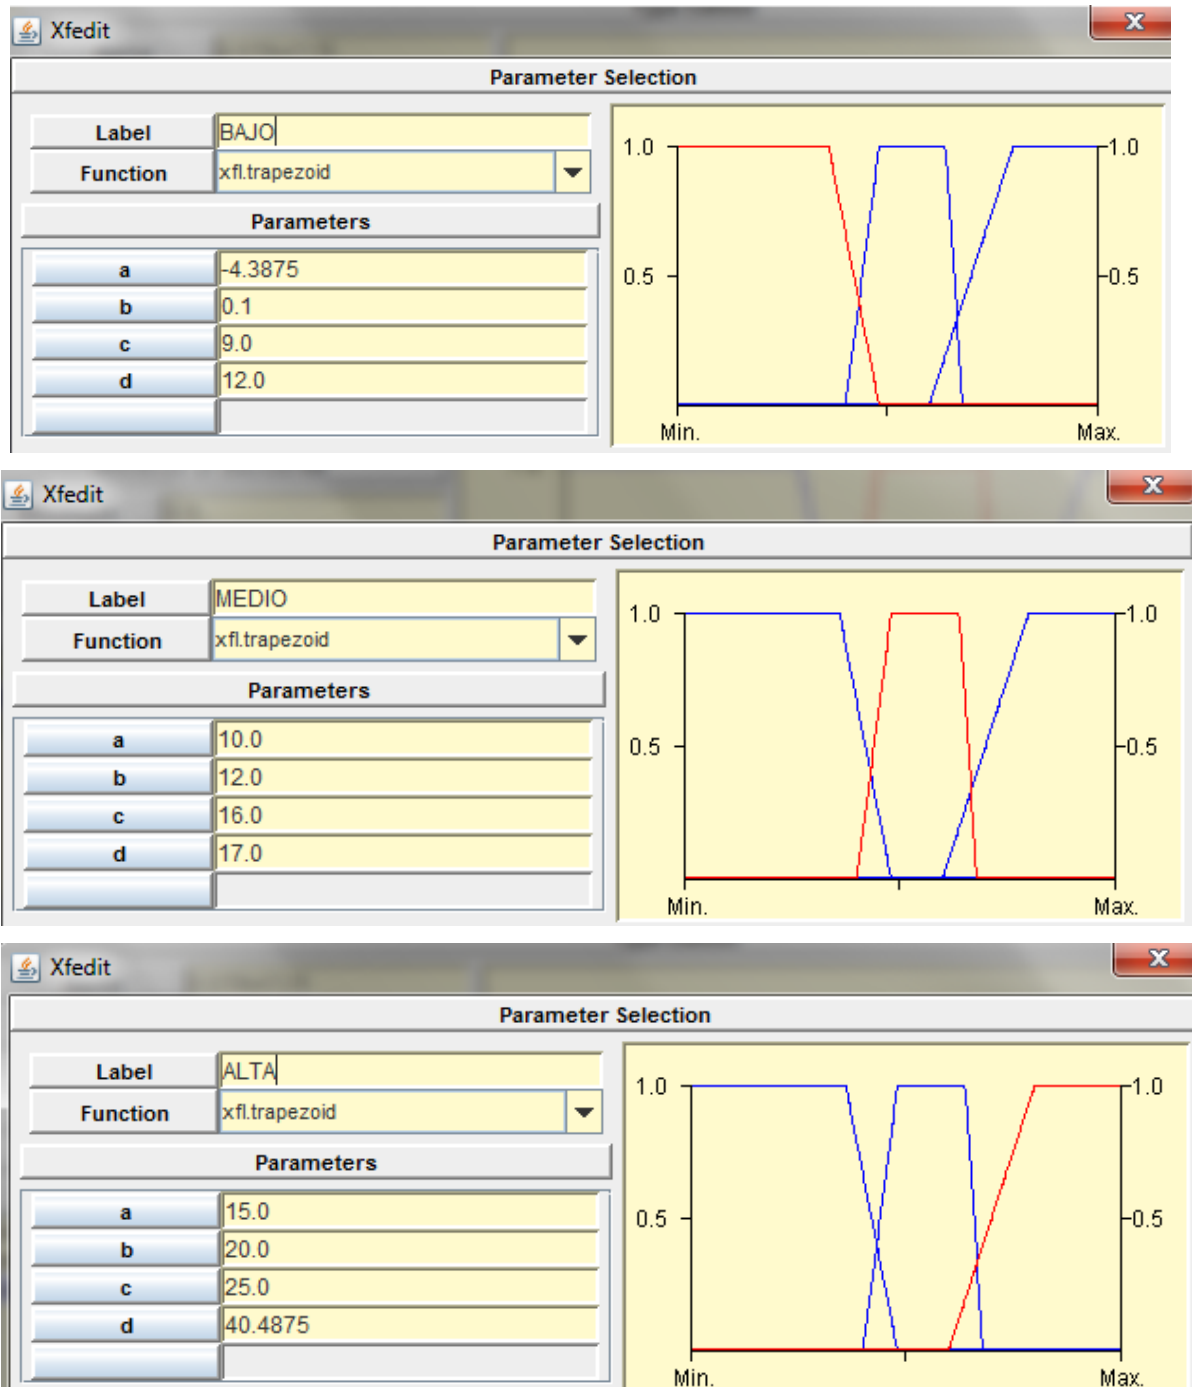 Xfedit
Parameter Selection
Label BAJO
Function xfl.trapezoid
Parameters
a -4.3875
b 0.1
c 9.0
d 12.0
1.0 1.0
0.5 0.5
Min. Max.
Xfedit
Parameter Selection
Label MEDIO
Function xfl.trapezoid
Parameters
a 10.0
b 12.0
c 16.0
d 17.0
1.0 1.0
0.5 0.5
Min. Max.
Xfedit
Parameter Selection
Label ALTA
Function xfl.trapezoid
Parameters
a 15.0
b 20.0
c 25.0
d 40.4875
1.0 1.0
0.5 0.5
Min. Max.